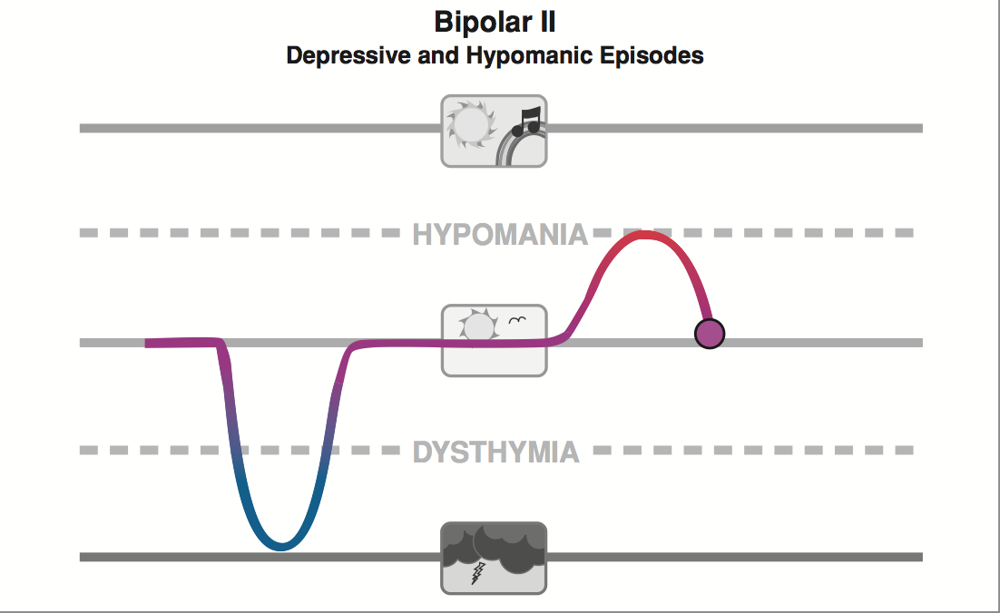 Bipolar II
Depressive and Hypomanic Episodes
HYPOMANIA
DYSTHYMIA